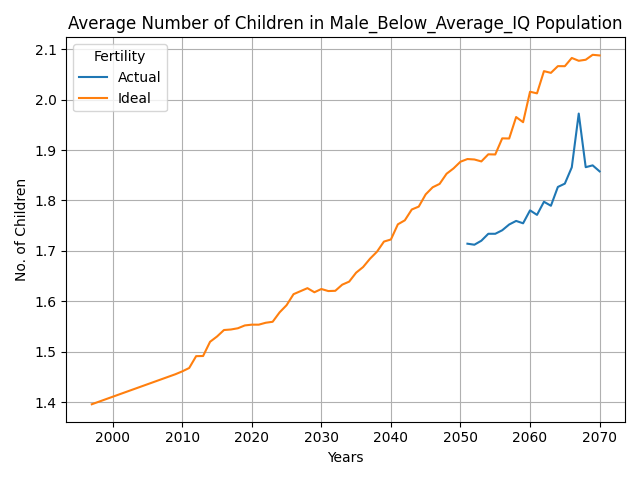 Average Number of Children in Male_Below_Average_IQ Population
Fertility
Actual
Ideal
2.1
2.0
1.9
1.8
1.7
1.6
1.5
1.4
No. of Children
2000 2010 2020 2030 2040 2050 2060 2070
Years